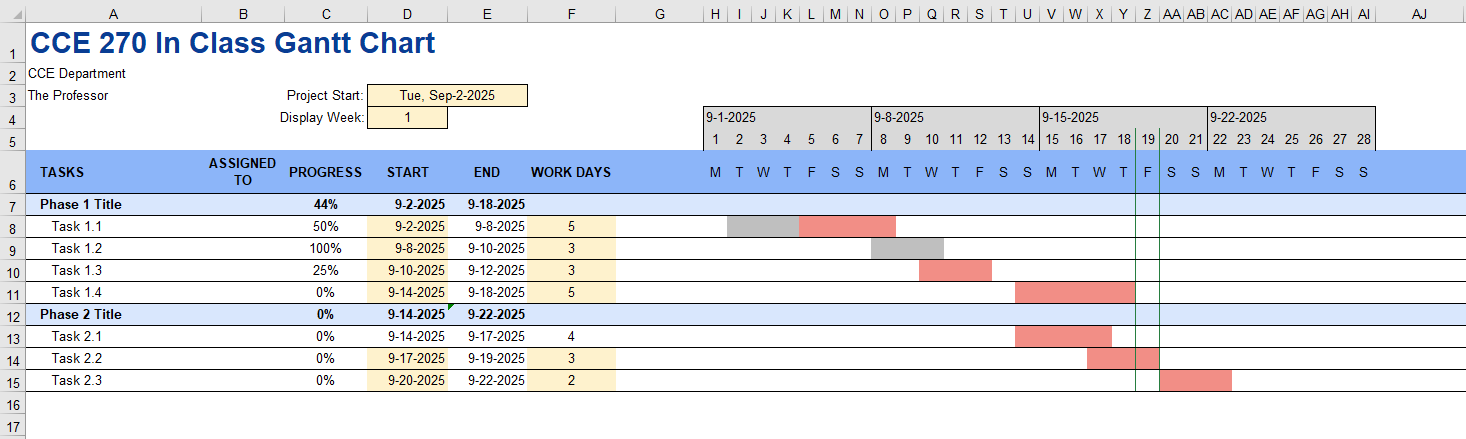 A B C D E F G H I J K L M N O P Q R S T U V W X Y Z AA AB AC AD AE AF AG AH AI AJ
1 CCE 270 In Class Gantt Chart
2 CCE Department
3 The Professor Project Start: Tue, Sep-2-2025
4 Display Week: 1 9-1-2025 9-8-2025 9-15-2025 9-22-2025
5 1 2 3 4 5 6 7 8 9 10 11 12 13 14 15 16 17 18 19 20 21 22 23 24 25 26 27 28
6 TASKS ASSIGNED TO PROGRESS START END WORK DAYS M T W T F S S M T W T F S S M T W T F S S M T W T F S S
7 Phase 1 Title 44% 9-2-2025 9-18-2025
8 Task 1.1 50% 9-2-2025 9-8-2025 5
9 Task 1.2 100% 9-8-2025 9-10-2025 3
10 Task 1.3 25% 9-10-2025 9-12-2025 3
11 Task 1.4 0% 9-14-2025 9-18-2025 5
12 Phase 2 Title 0% 9-14-2025 9-22-2025
13 Task 2.1 0% 9-14-2025 9-17-2025 4
14 Task 2.2 0% 9-17-2025 9-19-2025 3
15 Task 2.3 0% 9-20-2025 9-22-2025 2
16
17